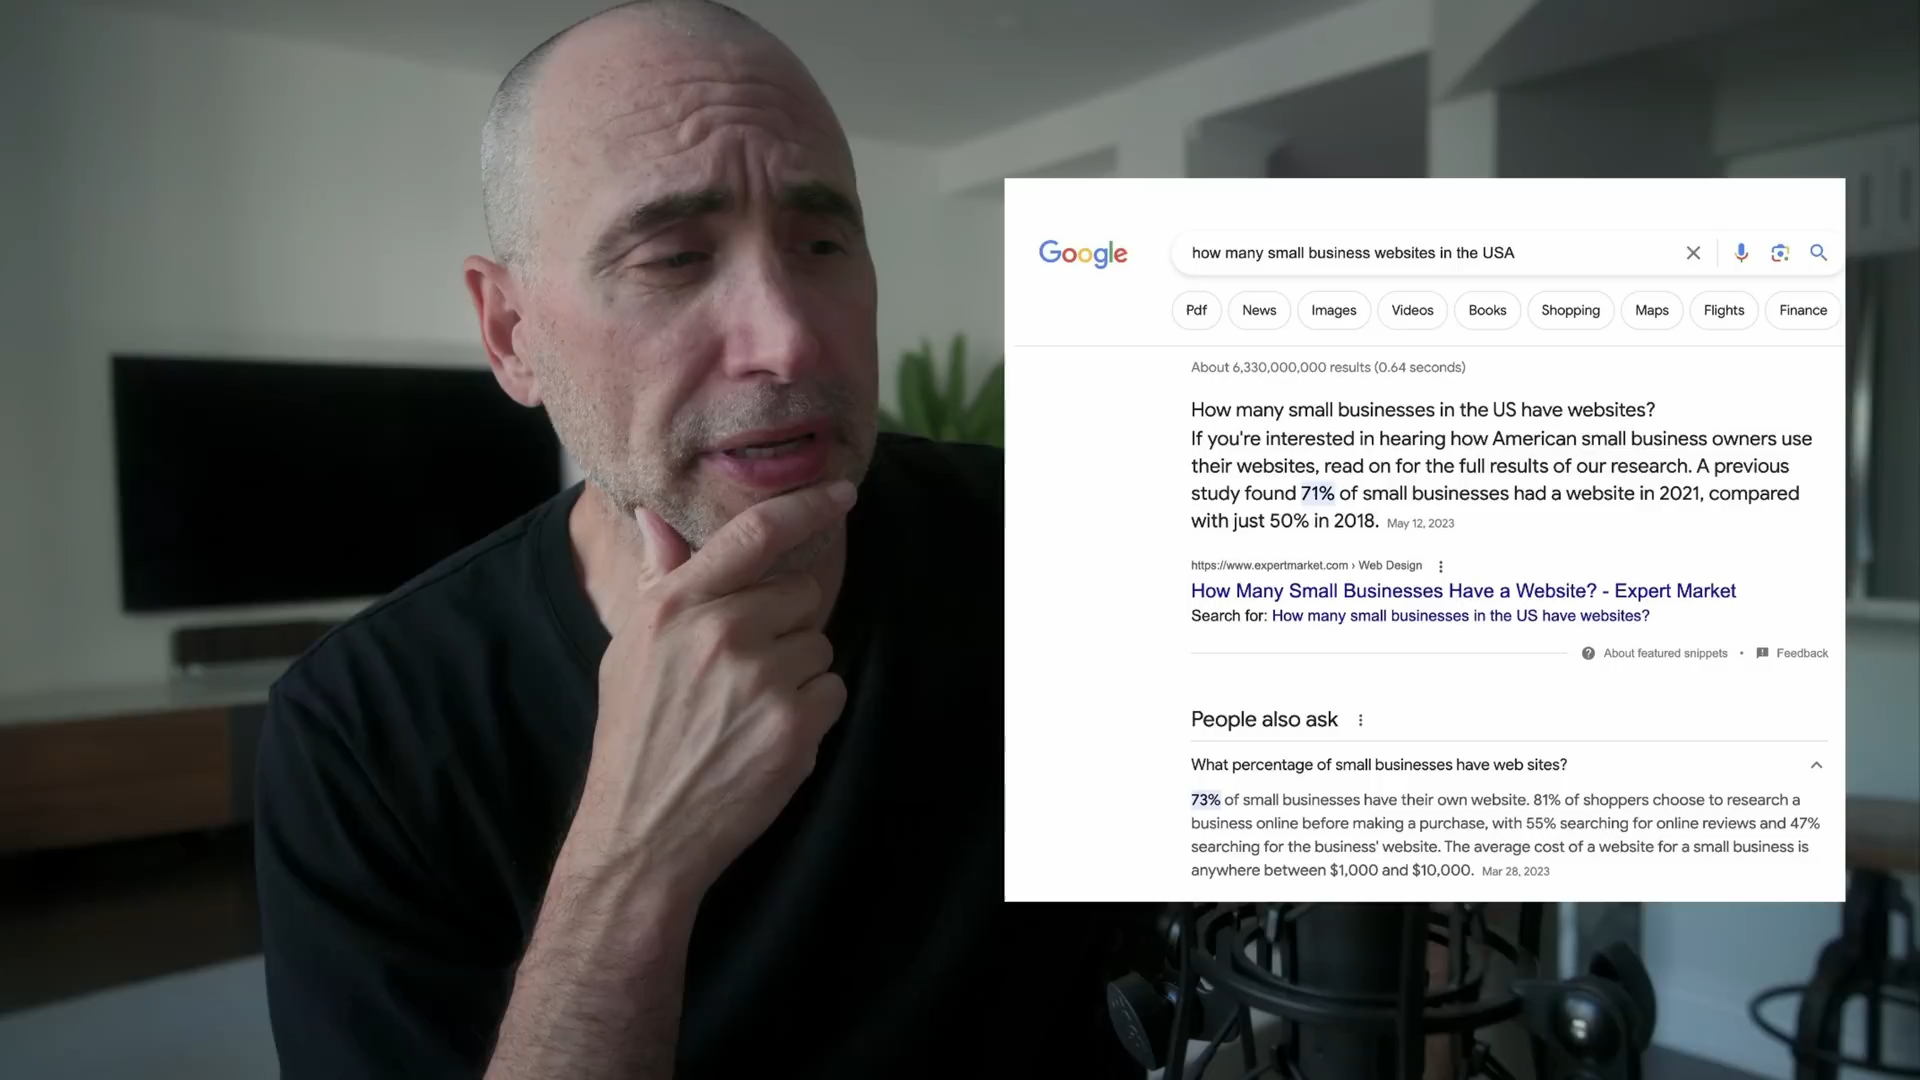 Google
how many small business websites in the USA
Pdf News Images Videos Books Shopping Maps Flights Finance
About 6,330,000,000 results (0.64 seconds)
How many small businesses in the US have websites?
If you're interested in hearing how American small business owners use
their websites, read on for the full results of our research. A previous
study found 71% of small businesses had a website in 2021, compared
with just 50% in 2018. May 12, 2023
https://www.expertmarket.com › Web Design
How Many Small Businesses Have a Website? - Expert Market
Search for: How many small businesses in the US have websites?
About featured snippets • Feedback
People also ask
What percentage of small businesses have web sites?
73% of small businesses have their own website. 81% of shoppers choose to research a
business online before making a purchase, with 55% searching for online reviews and 47%
searching for the business' website. The average cost of a website for a small business is
anywhere between $1,000 and $10,000. Mar 28, 2023